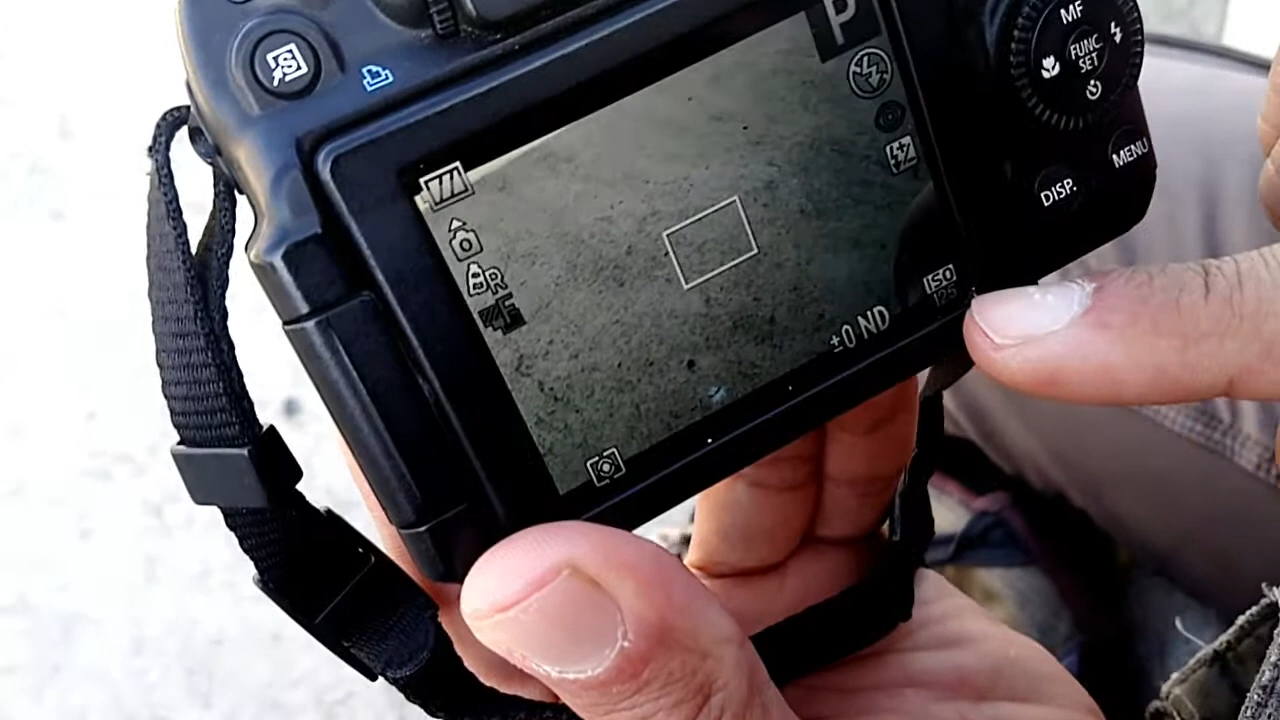 S
P
R
F
ISO
125
±0 ND
MF
FUNC.
SET
DISP.
MENU